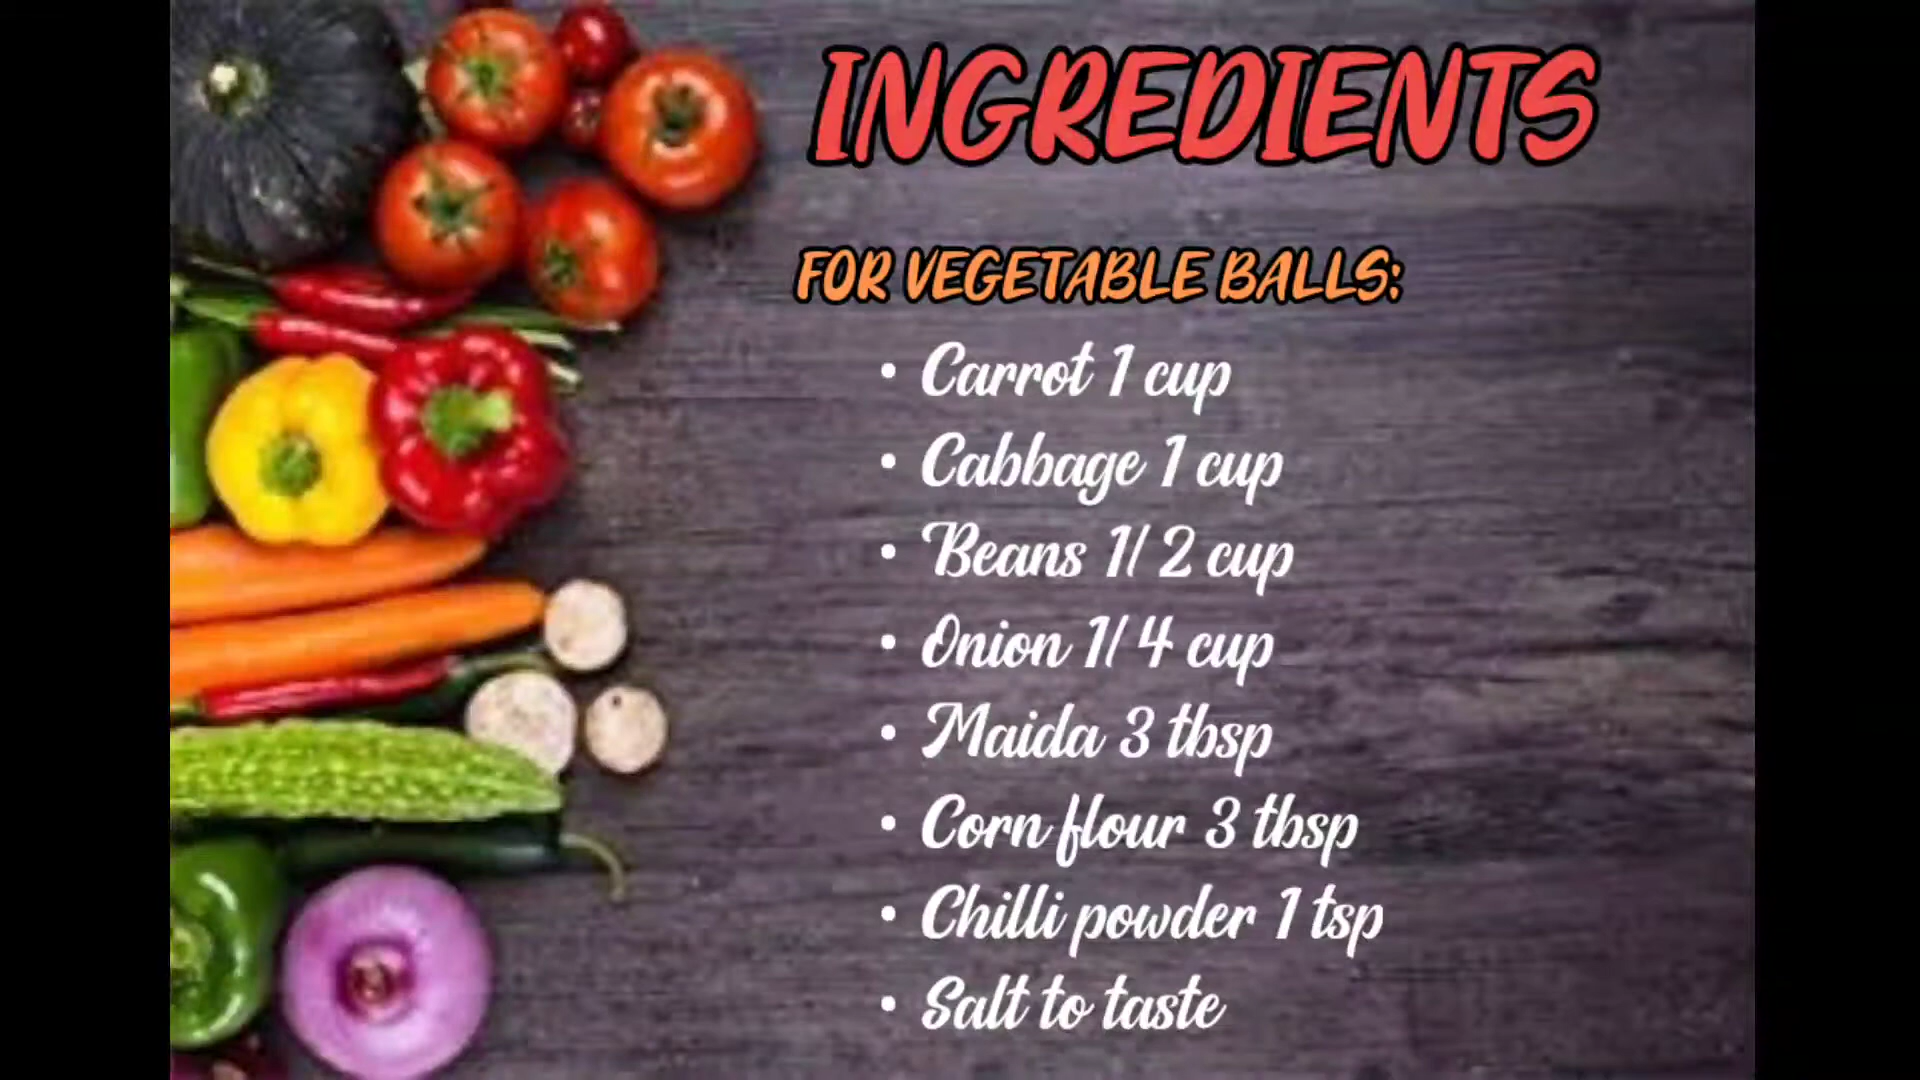 INGREDIENTS
FOR VEGETABLE BALLS:
• Carrot 1 cup
• Cabbage 1 cup
• Beans 1/2 cup
• Onion 1/4 cup
• Maida 3 tbsp
• Corn flour 3 tbsp
• Chilli powder 1 tsp
• Salt to taste